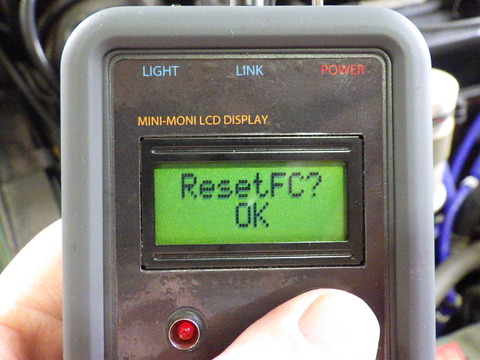 LIGHT LINK POWER
MINI-MONI LCD DISPLAY
ResetFC?
OK